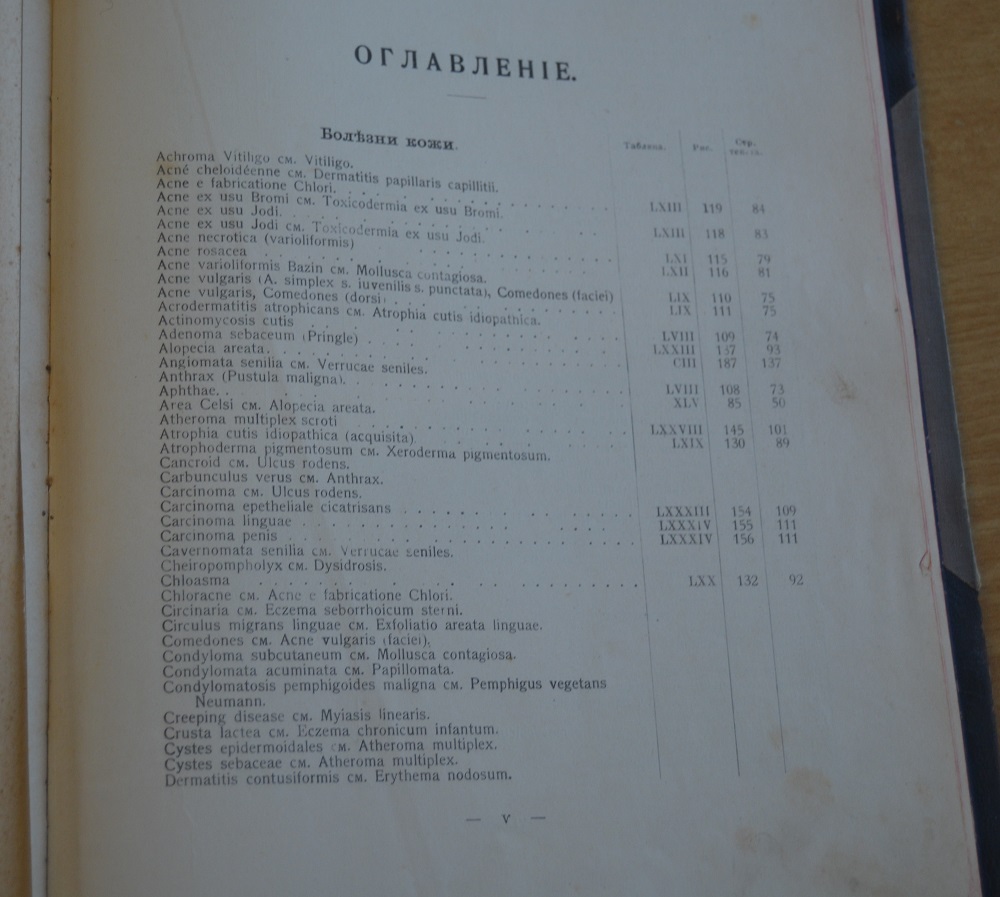 ОГЛАВЛЕНІЕ.
Болѣзни кожи. Таблица. Рис. Стр. текста.
Achroma Vitiligo см. Vitiligo.
Acné cheloidéenne см. Dermatitis papillaris capillitii.
Acne e fabricatione Chlori. LXIII 119 84
Acne ex usu Bromi см. Toxicodermia ex usu Bromi.
Acne ex usu Jodi. LXIII 118 83
Acne ex usu Jodi см. Toxicodermia ex usu Jodi.
Acne necrotica (varioliformis) LXI 115 79
Acne rosacea LXII 116 81
Acne varioliformis Bazin см. Mollusca contagiosa.
Acne vulgaris (A. simplex s. iuvenilis s. punctata), Comedones (faciei) LIX 110 75
Acne vulgaris, Comedones (dorsi) LIX 111 75
Acrodermatitis atrophicans см. Atrophia cutis idiopathica.
Actinomycosis cutis LVIII 109 74
Adenoma sebaceum (Pringle) LXXIII 137 93
Alopecia areata. CIII 187 137
Angiomata senilia см. Verrucae seniles.
Anthrax (Pustula maligna). LVIII 108 73
Aphthae. XLV 85 50
Area Celsi см. Alopecia areata.
Atheroma multiplex scroti LXXVIII 145 101
Atrophia cutis idiopathica (acquisita). LXIX 130 89
Atrophoderma pigmentosum см. Xeroderma pigmentosum.
Cancroid см. Ulcus rodens.
Carbunculus verus см. Anthrax.
Carcinoma см. Ulcus rodens.
Carcinoma epetheliale cicatrisans LXXXIII 154 109
Carcinoma linguae LXXXIV 155 111
Carcinoma penis LXXXIV 156 111
Cavernomata senilia см. Verrucae seniles.
Cheiropompholyx см. Dysidrosis.
Chloasma LXX 132 92
Chloracne см. Acne e fabricatione Chlori.
Circinaria см. Eczema seborrhoicum sterni.
Circulus migrans linguae см. Exfoliatio areata linguae.
Comedones см. Acne vulgaris (faciei).
Condyloma subcutaneum см. Mollusca contagiosa.
Condylomata acuminata см. Papillomata.
Condylomatosis pemphigoides maligna см. Pemphigus vegetans
Neumann.
Creeping disease см. Myiasis linearis.
Crusta lactea см. Eczema chronicum infantum.
Cystes epidermoidales см. Atheroma multiplex.
Cystes sebaceae см. Atheroma multiplex.
Dermatitis contusiformis см. Erythema nodosum.
— V —